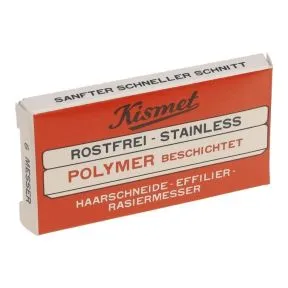 SANFTER SCHNELLER SCHNITT
Kismet
ROSTFREI - STAINLESS
POLYMER BESCHICHTET
HAARSCHNEIDE - EFFILIER -
RASIERMESSER
6 MESSER